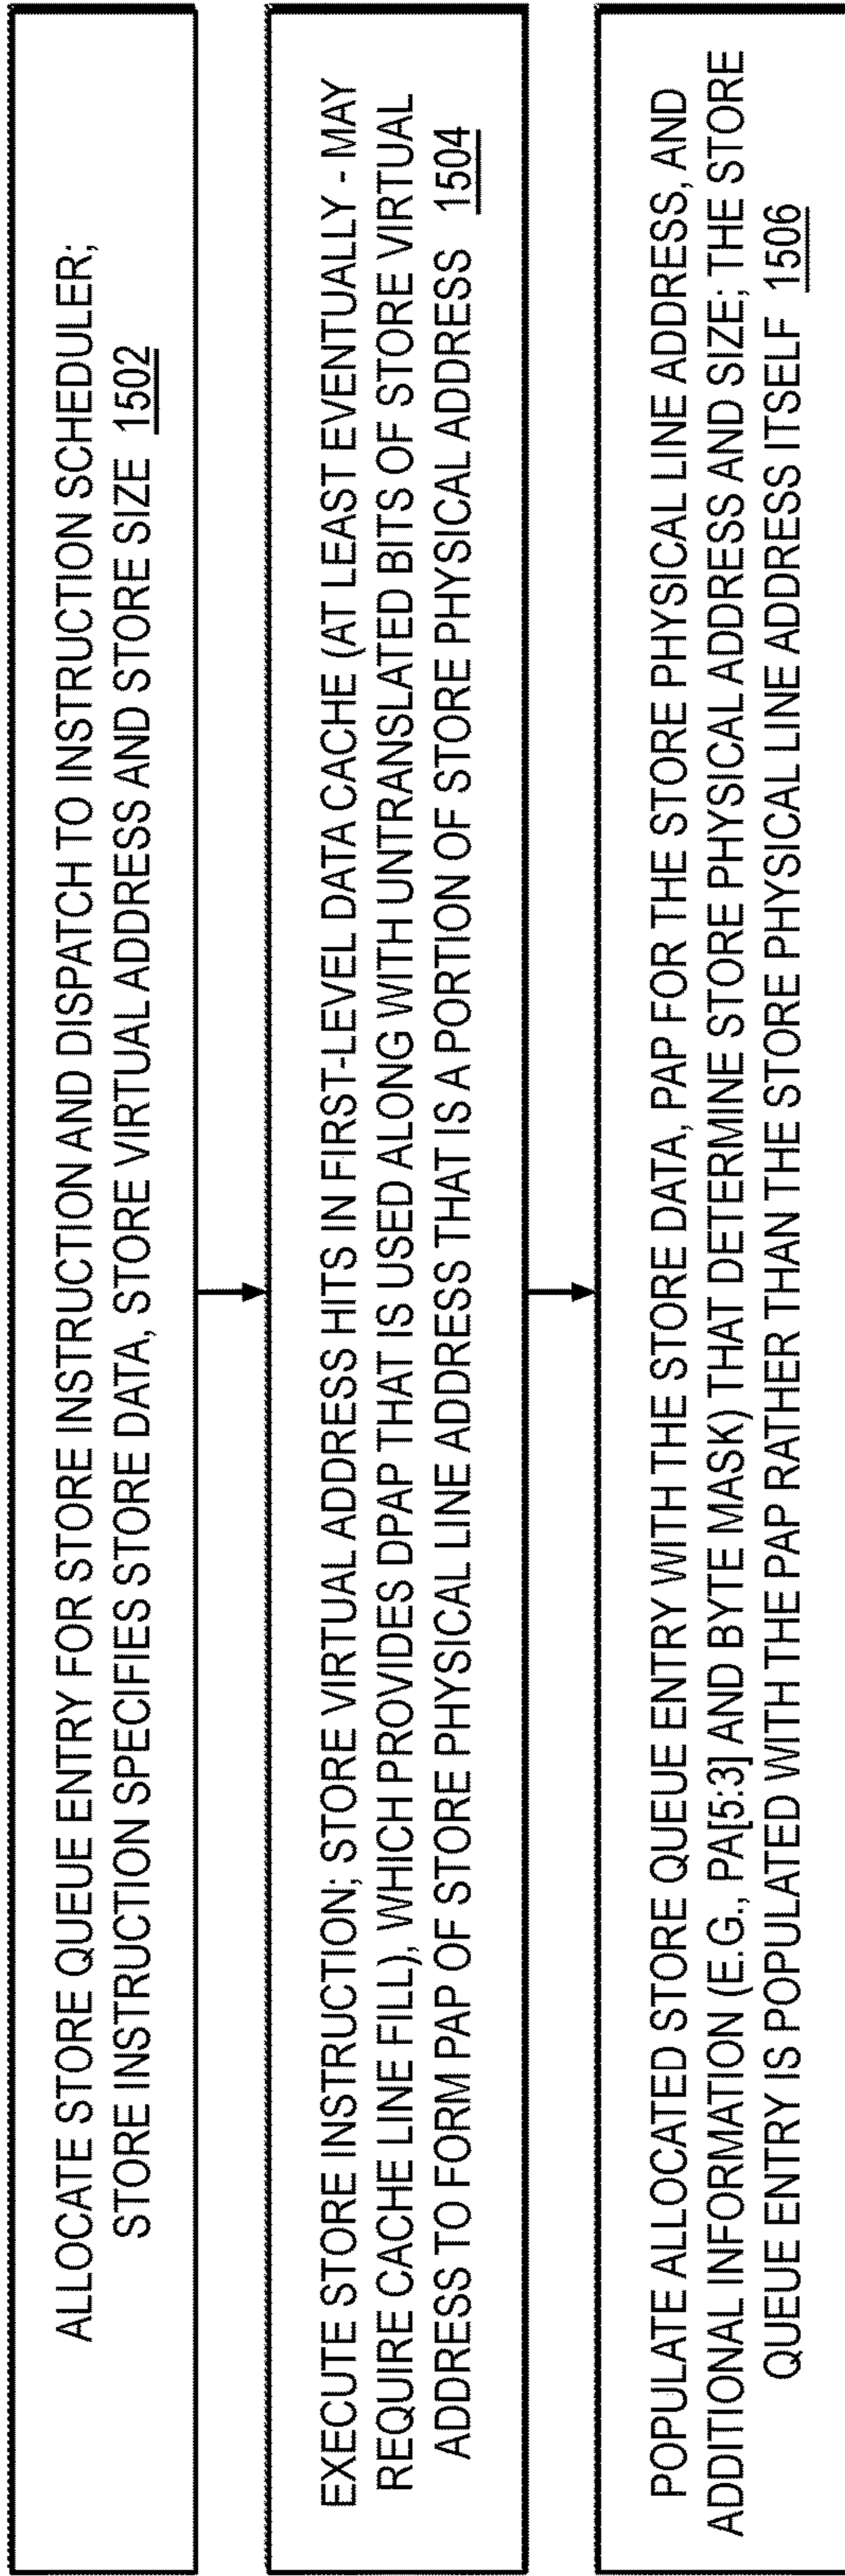 ALLOCATE STORE QUEUE ENTRY FOR STORE INSTRUCTION AND DISPATCH TO INSTRUCTION SCHEDULER;
STORE INSTRUCTION SPECIFIES STORE DATA, STORE VIRTUAL ADDRESS AND STORE SIZE 1502
EXECUTE STORE INSTRUCTION; STORE VIRTUAL ADDRESS HITS IN FIRST-LEVEL DATA CACHE (AT LEAST EVENTUALLY - MAY
REQUIRE CACHE LINE FILL), WHICH PROVIDES DPAP THAT IS USED ALONG WITH UNTRANSLATED BITS OF STORE VIRTUAL
ADDRESS TO FORM PAP OF STORE PHYSICAL LINE ADDRESS THAT IS A PORTION OF STORE PHYSICAL ADDRESS 1504
POPULATE ALLOCATED STORE QUEUE ENTRY WITH THE STORE DATA, PAP FOR THE STORE PHYSICAL LINE ADDRESS, AND
ADDITIONAL INFORMATION (E.G., PA[5:3] AND BYTE MASK) THAT DETERMINE STORE PHYSICAL ADDRESS AND SIZE; THE STORE
QUEUE ENTRY IS POPULATED WITH THE PAP RATHER THAN THE STORE PHYSICAL LINE ADDRESS ITSELF 1506